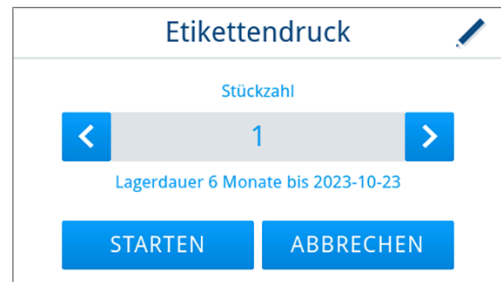 Etikettendruck
Stückzahl
1
Lagerdauer 6 Monate bis 2023-10-23
STARTEN ABBRECHEN